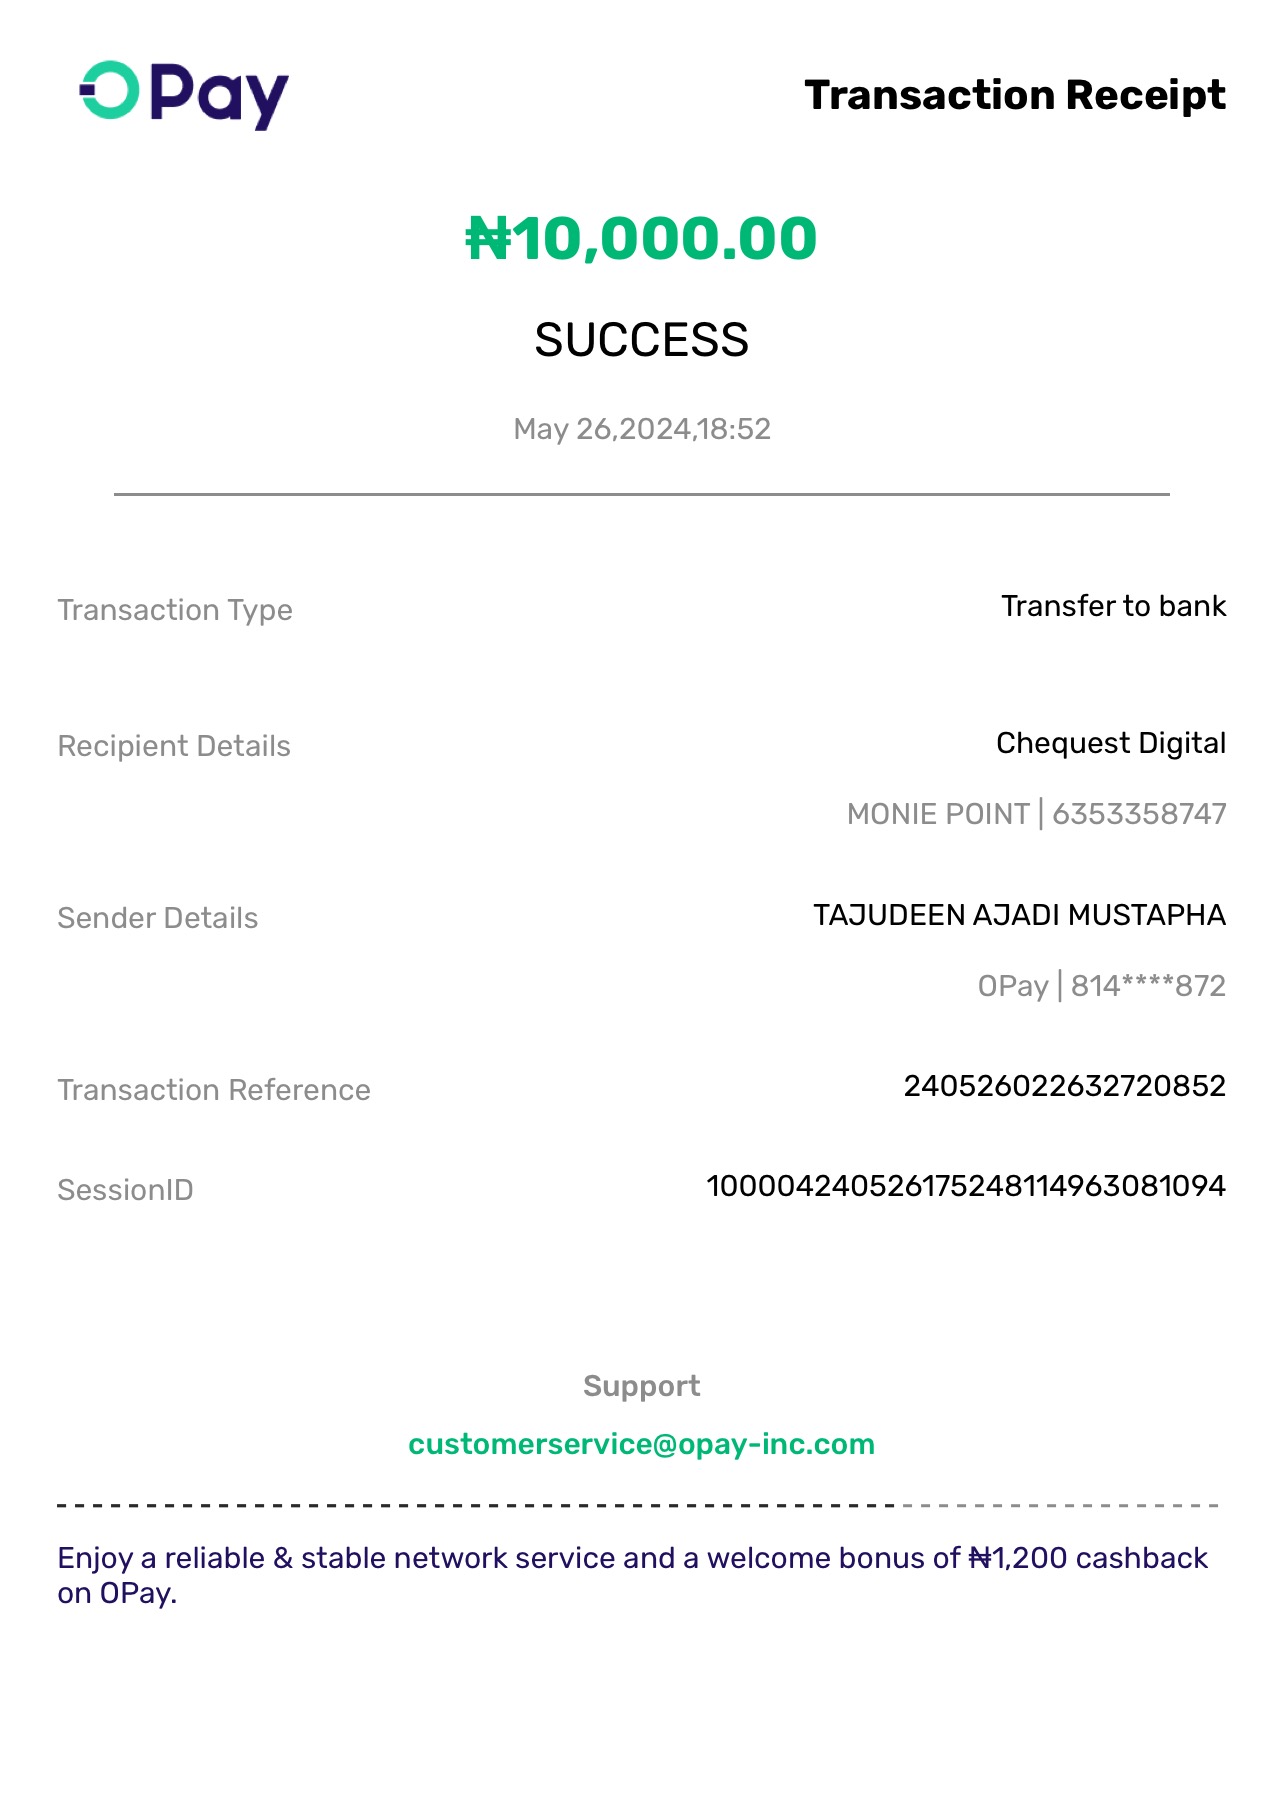 OPay
Transaction Receipt
₦10,000.00
SUCCESS
May 26,2024,18:52
Transaction Type
Transfer to bank
Recipient Details
Chequest Digital
MONIE POINT | 6353358747
Sender Details
TAJUDEEN AJADI MUSTAPHA
OPay | 814****872
Transaction Reference
240526022632720852
SessionID
100004240526175248114963081094
Support
customerservice@opay-inc.com
Enjoy a reliable & stable network service and a welcome bonus of ₦1,200 cashback
on OPay.